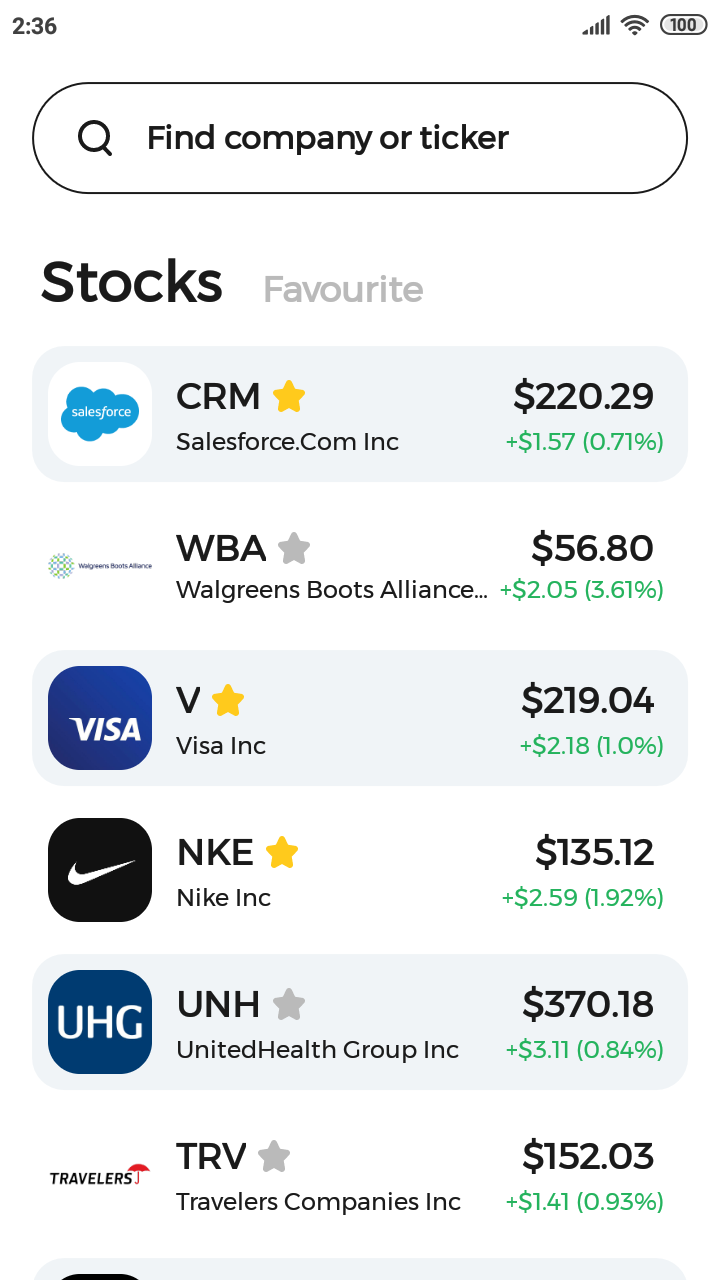 2:36
100
Find company or ticker
Stocks
Favourite
salesforce
CRM
$220.29
Salesforce.Com Inc
+$1.57 (0.71%)
Walgreens Boots Alliance
WBA
$56.80
Walgreens Boots Alliance...
+$2.05 (3.61%)
VISA
V
$219.04
Visa Inc
+$2.18 (1.0%)
NKE
$135.12
Nike Inc
+$2.59 (1.92%)
UHG
UNH
$370.18
UnitedHealth Group Inc
+$3.11 (0.84%)
TRAVELERS
TRV
$152.03
Travelers Companies Inc
+$1.41 (0.93%)